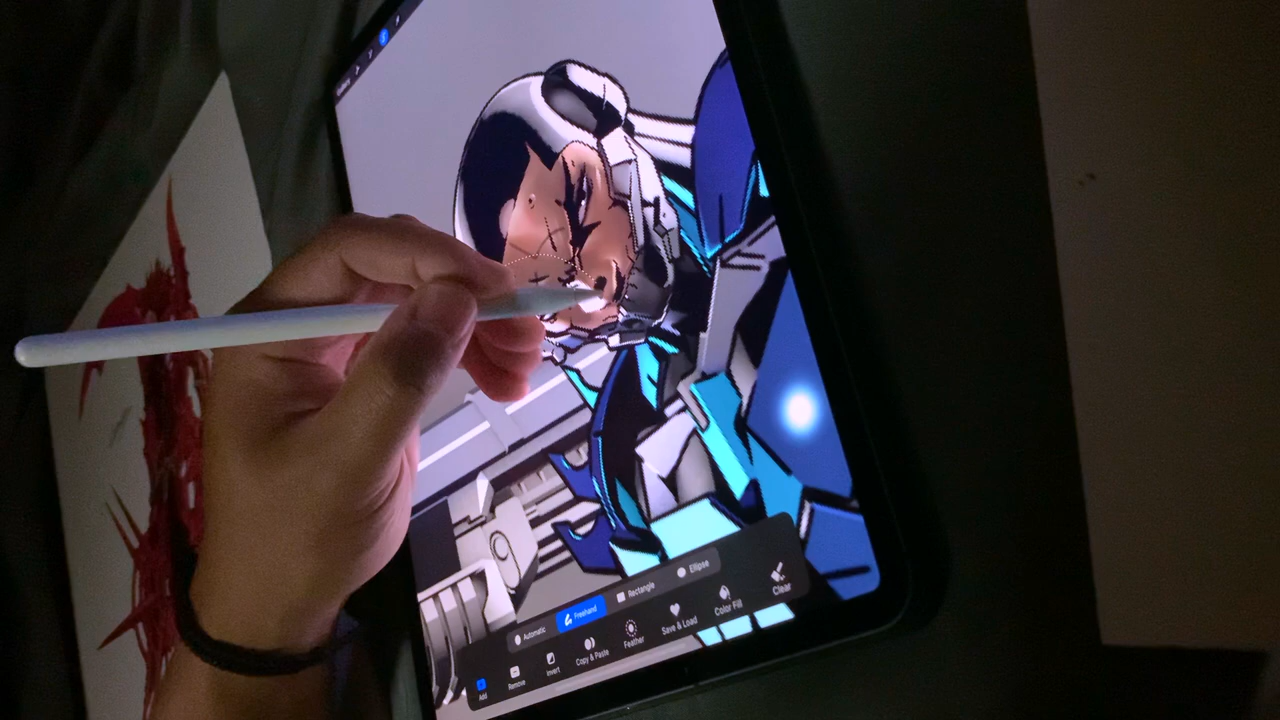 Automatic Freehand Rectangle Ellipse
Add Remove Invert Copy & Paste Feather Save & Load Color Fill Clear